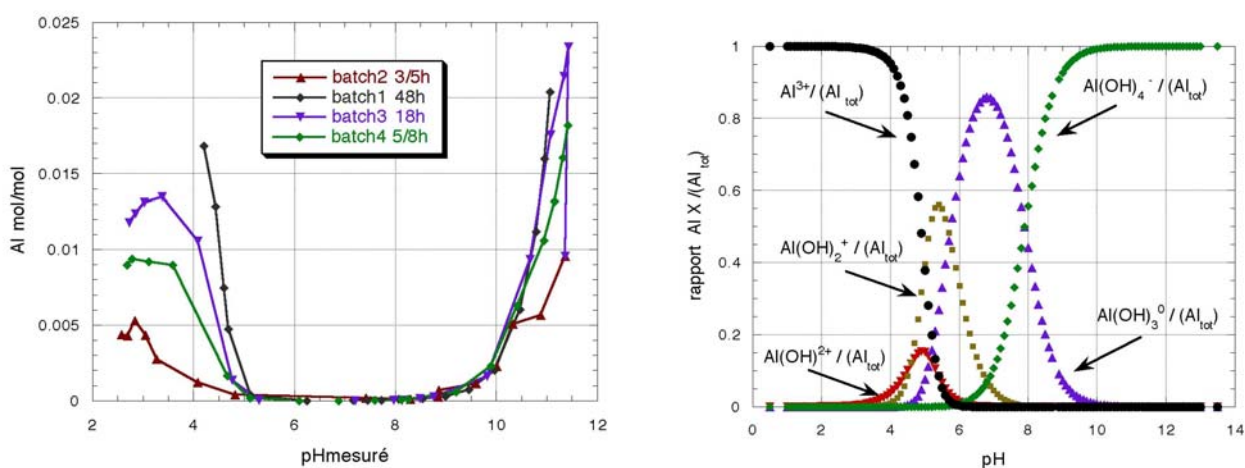 0.025
0.02
0.015
0.01
0.005
0
Al mol/mol
batch2 3/5h
batch1 48h
batch3 18h
batch4 5/8h
2 4 6 8 10 12
pHmesuré
1
0.8
0.6
0.4
0.2
0
rapport Al X /(Al_tot)
Al³⁺/ (Al_tot)
Al(OH)₄⁻ / (Al_tot)
Al(OH)₂⁺ / (Al_tot)
Al(OH)₃⁰ / (Al_tot)
Al(OH)²⁺ / (Al_tot)
0 2 4 6 8 10 12 14
pH